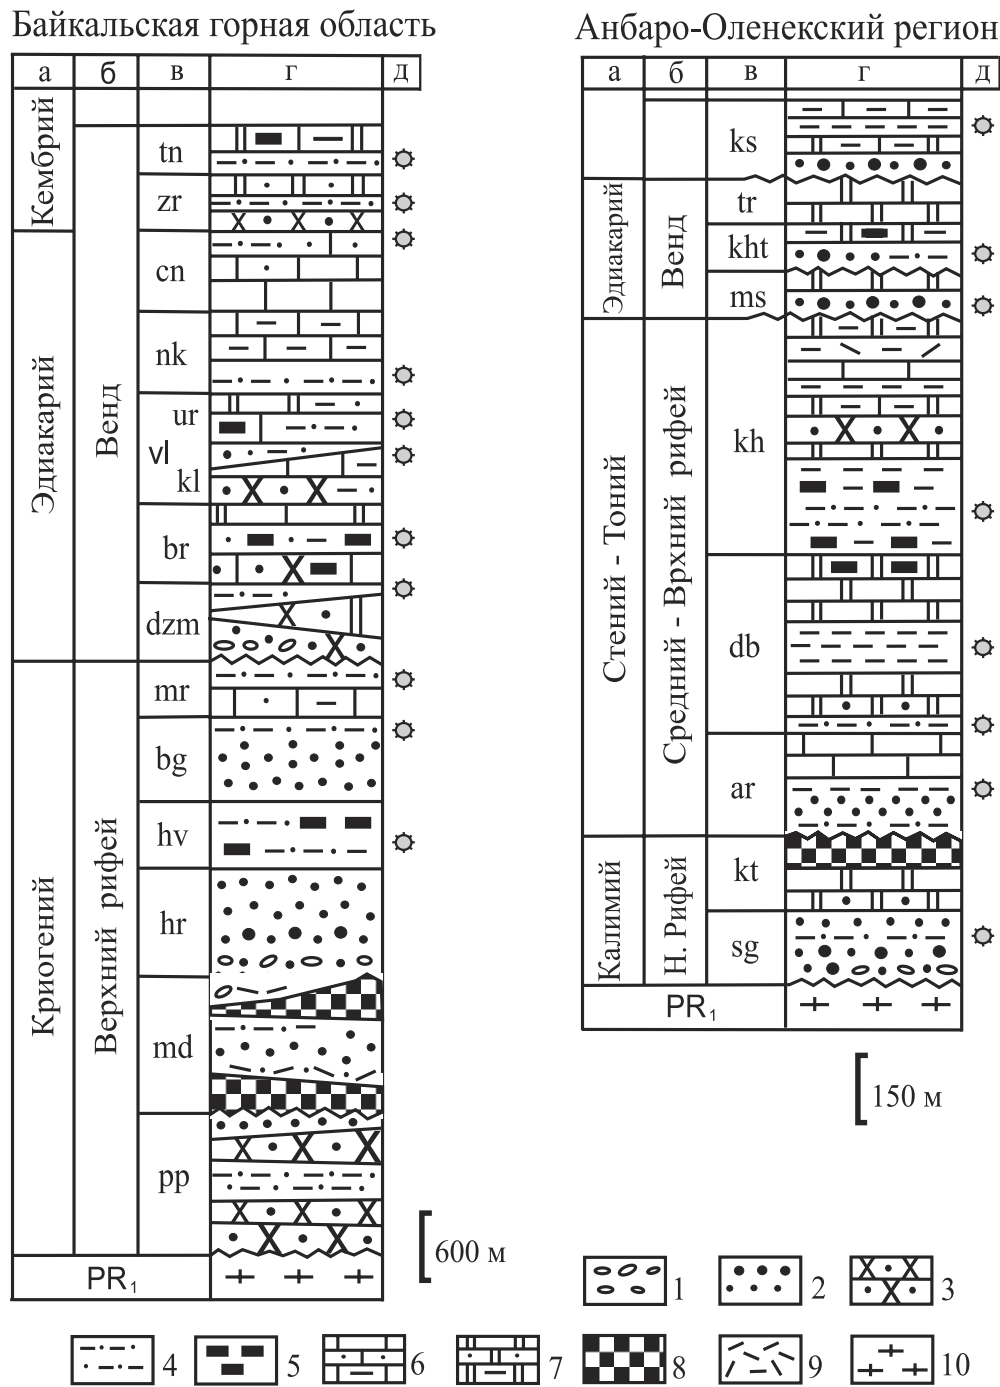 Байкальская горная область
а б в г д
Кембрий
Эдиакарий
Криогений
Венд
Верхний рифей
tn
zr
cn
nk
ur
vl
kl
br
dzm
mr
bg
hv
hr
md
pp
PR1
600 м
Анбаро-Оленекский регион
а б в г д
Эдиакарий
Стений - Тоний
Калимий
Венд
Средний - Врхний рифей
Н. Рифей
ks
tr
kht
ms
kh
db
ar
kt
sg
PR1
150 м
1 2 3
4 5 6 7 8 9 10